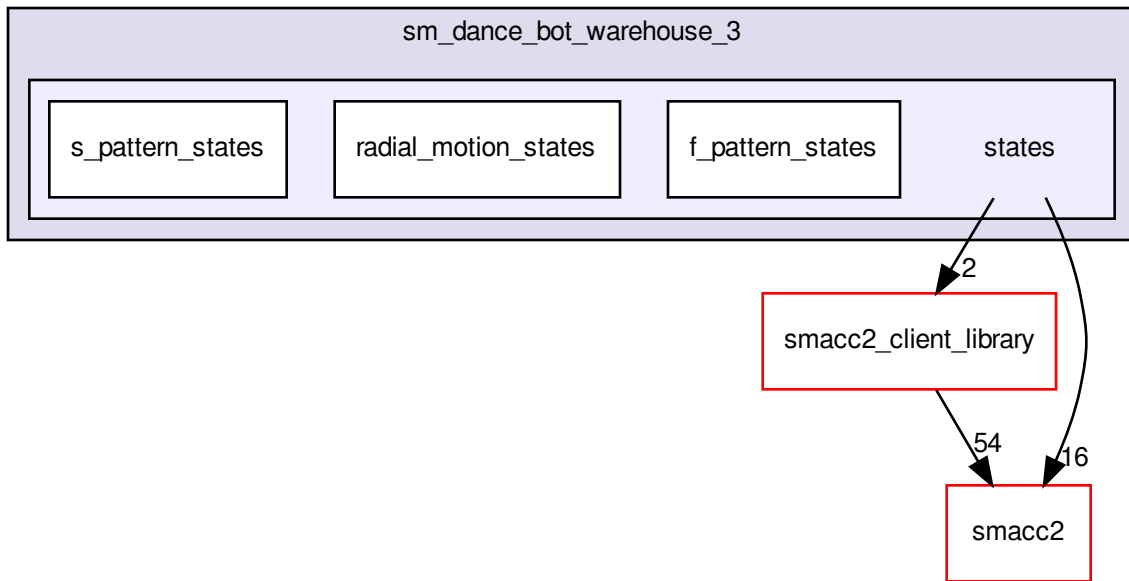 sm_dance_bot_warehouse_3
s_pattern_states
radial_motion_states
f_pattern_states
states
2
smacc2_client_library
54
16
smacc2